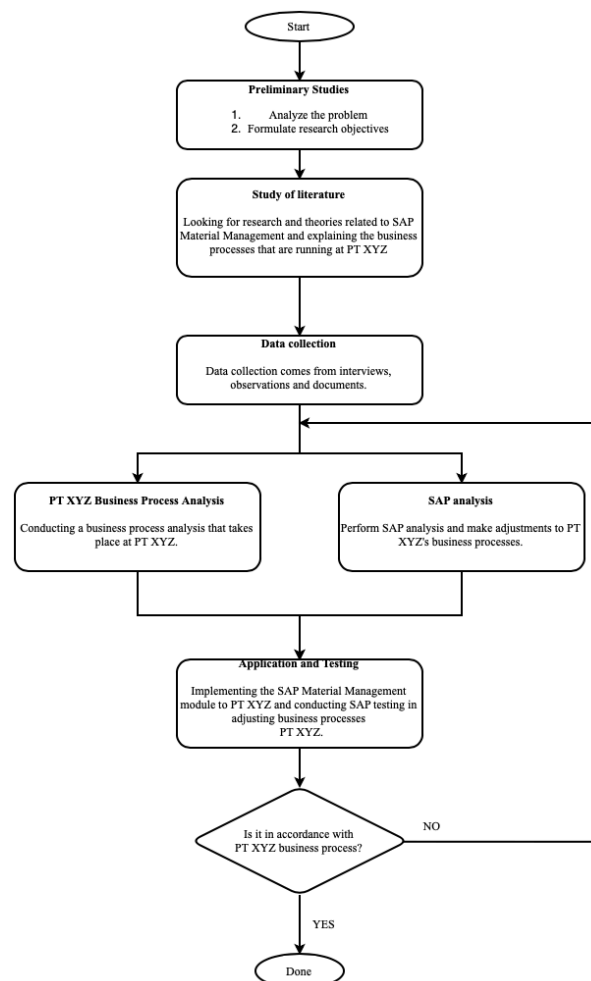 Start
Preliminary Studies
1. Analyze the problem
2. Formulate research objectives
Study of literature
Looking for research and theories related to SAP
Material Management and explaining the business
processes that are running at PT XYZ
Data collection
Data collection comes from interviews,
observations and documents.
PT XYZ Business Process Analysis
Conducting a business process analysis that takes
place at PT XYZ.
SAP analysis
Perform SAP analysis and make adjustments to PT
XYZ's business processes.
Application and Testing
Implementing the SAP Material Management
module to PT XYZ and conducting SAP testing in
adjusting business processes
PT XYZ.
Is it in accordance with
PT XYZ business process?
NO
YES
Done